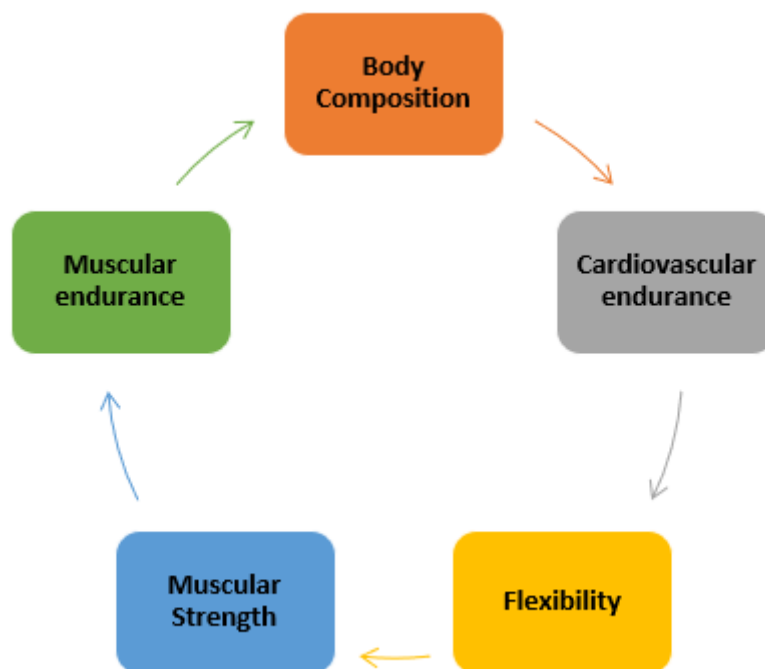 Body
Composition
Cardiovascular
endurance
Flexibility
Muscular
Strength
Muscular
endurance